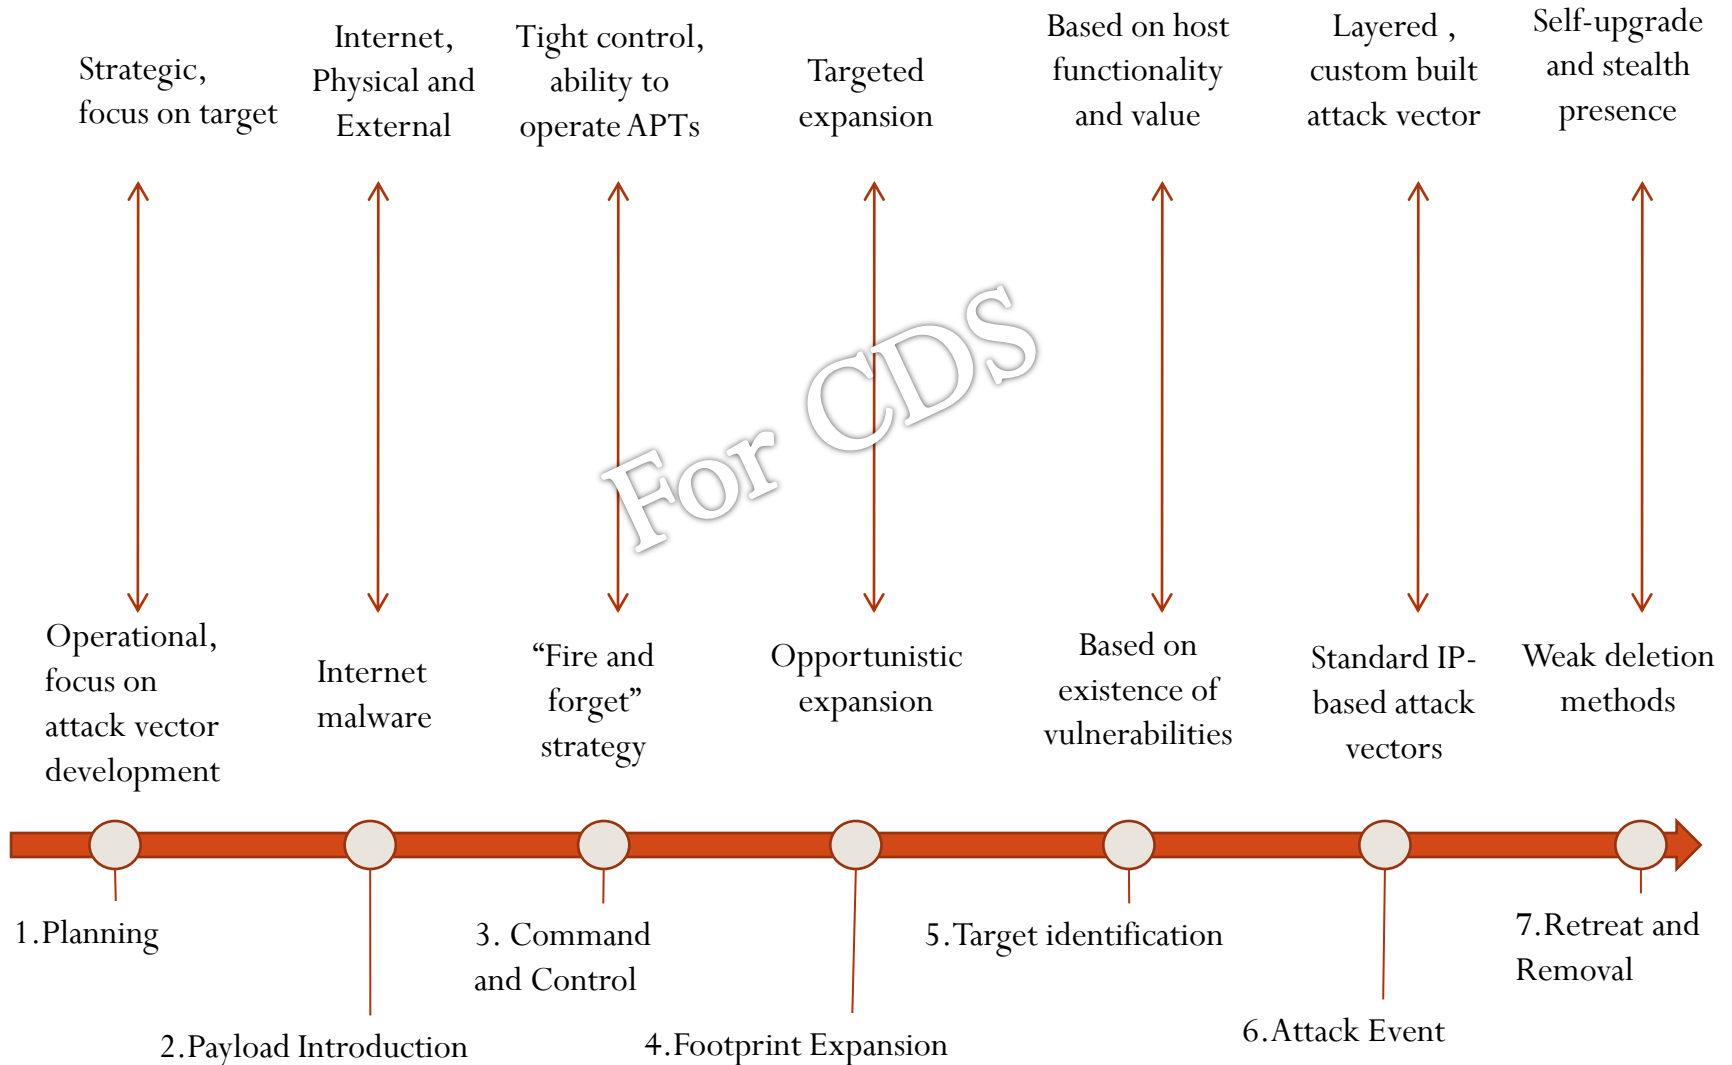 Strategic,
focus on target
Internet,
Physical and
External
Tight control,
ability to
operate APTs
Targeted
expansion
Based on host
functionality
and value
Layered ,
custom built
attack vector
Self-upgrade
and stealth
presence
For CDS
Operational,
focus on
attack vector
development
Internet
malware
“Fire and
forget”
strategy
Opportunistic
expansion
Based on
existence of
vulnerabilities
Standard IP-
based attack
vectors
Weak deletion
methods
1.Planning
2.Payload Introduction
3. Command
and Control
4.Footprint Expansion
5.Target identification
6.Attack Event
7.Retreat and
Removal